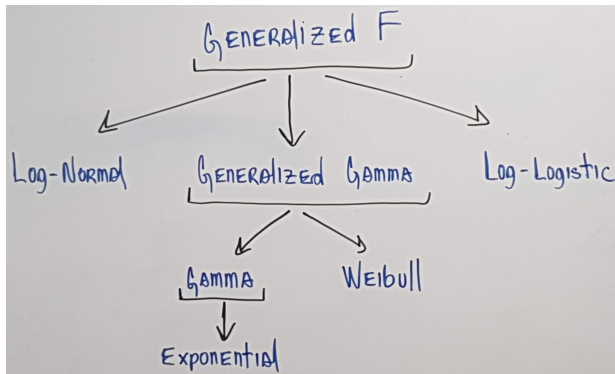 Generalized F
Log-Normal Generalized Gamma Log-Logistic
Gamma Weibull
Exponential